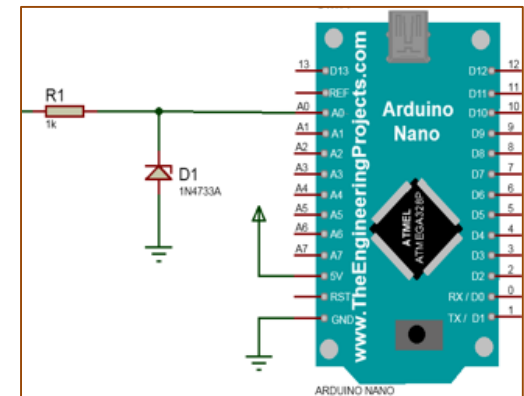 R1
1k
D1
1N4733A
13
REF
A0
A1
A2
A3
A4
A5
A6
A7
D13
REF
A0
A1
A2
A3
A4
A5
A6
A7
5V
RST
GND
www.TheEngineeringProjects.com
Arduino
Nano
ATMEL
ATMEGA328P
D12
D11
D10
D9
D8
D7
D6
D5
D4
D3
D2
RX / D0
TX / D1
12
11
10
9
8
7
6
5
4
3
2
0
1
ARDUINO NANO